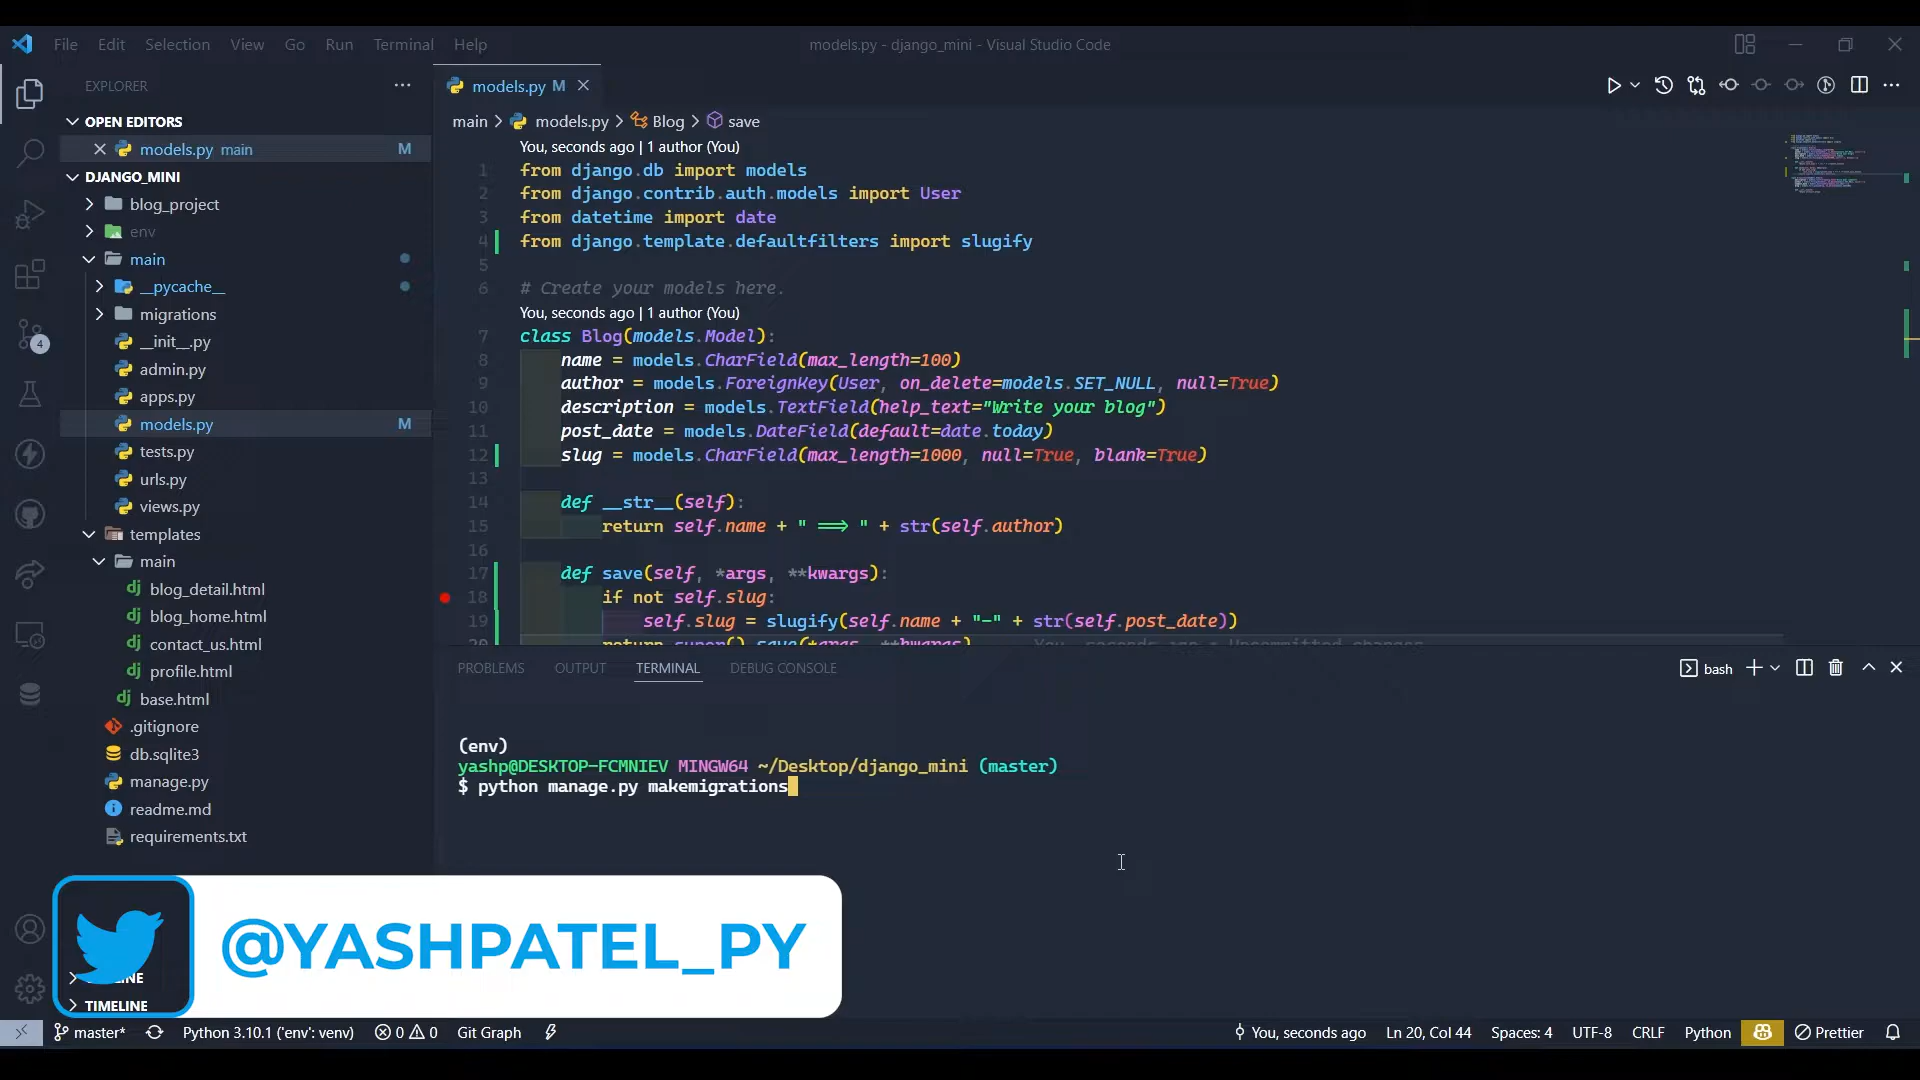 File Edit Selection View Go Run Terminal Help
models.py - django_mini - Visual Studio Code
EXPLORER
OPEN EDITORS
models.py main M
DJANGO_MINI
blog_project
env
main
__pycache__
migrations
__init__.py
admin.py
apps.py
models.py M
tests.py
urls.py
views.py
templates
main
blog_detail.html
blog_home.html
contact_us.html
profile.html
base.html
.gitignore
db.sqlite3
manage.py
readme.md
requirements.txt
TIMELINE
4
models.py M
main > models.py > Blog > save
You, seconds ago | 1 author (You)
1 from django.db import models
2 from django.contrib.auth.models import User
3 from datetime import date
4 from django.template.defaultfilters import slugify
5
6 # Create your models here.
You, seconds ago | 1 author (You)
7 class Blog(models.Model):
8 name = models.CharField(max_length=100)
9 author = models.ForeignKey(User, on_delete=models.SET_NULL, null=True)
10 description = models.TextField(help_text="Write your blog")
11 post_date = models.DateField(default=date.today)
12 slug = models.CharField(max_length=1000, null=True, blank=True)
13
14 def __str__(self):
15 return self.name + " ==> " + str(self.author)
16
17 def save(self, *args, **kwargs):
18 if not self.slug:
19 self.slug = slugify(self.name + "-" + str(self.post_date))
20 return super().save(*args, **kwargs) You, seconds ago • Uncommitted changes
PROBLEMS OUTPUT TERMINAL DEBUG CONSOLE
bash
(env)
yashp@DESKTOP-FCMNIEV MINGW64 ~/Desktop/django_mini (master)
$ python manage.py makemigrations
@YASHPATEL_PY
master* Python 3.10.1 ('env': venv) 0 0 Git Graph
You, seconds ago Ln 20, Col 44 Spaces: 4 UTF-8 CRLF Python Prettier